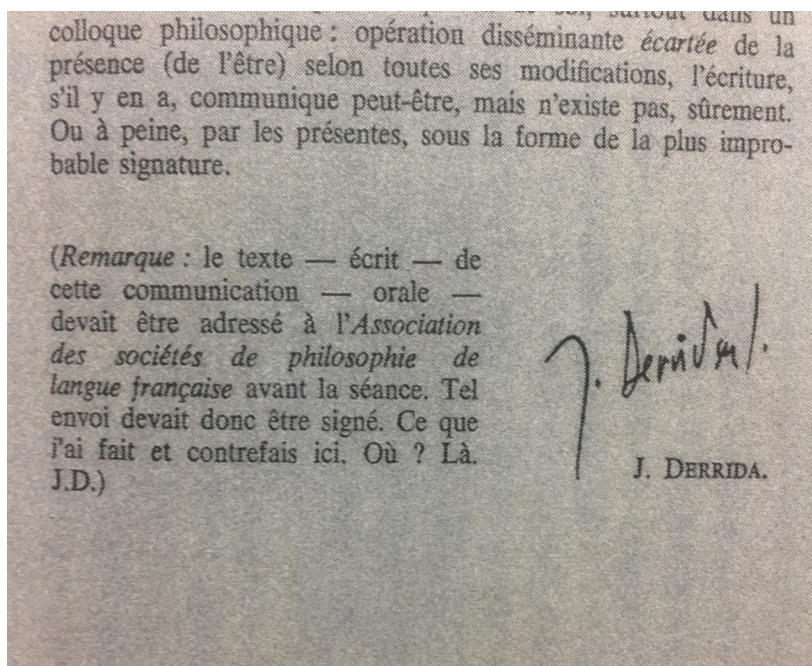 colloque philosophique : opération disséminante écartée de la
présence (de l'être) selon toutes ses modifications, l'écriture,
s'il y en a, communique peut-être, mais n'existe pas, sûrement.
Ou à peine, par les présentes, sous la forme de la plus impro-
bable signature.
(Remarque : le texte — écrit — de
cette communication — orale —
devait être adressé à l'Association
des sociétés de philosophie de
langue française avant la séance. Tel
envoi devait donc être signé. Ce que
j'ai fait et contrefais ici. Où ? Là.
J.D.)
J. Derrida.
J. DERRIDA.